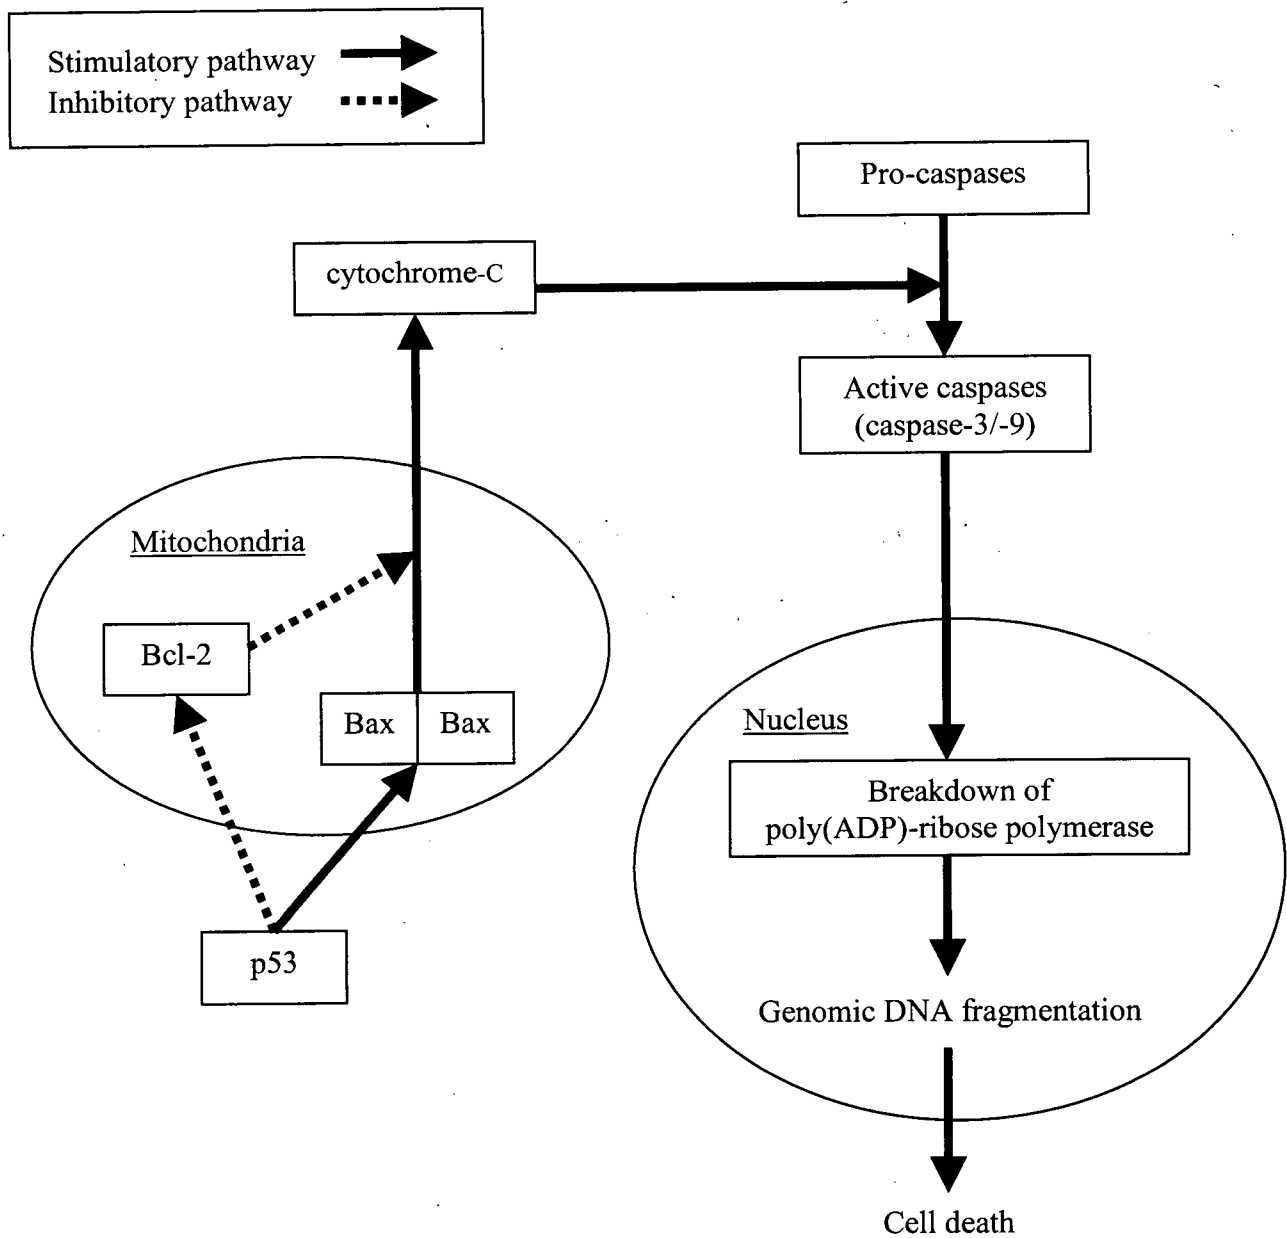 Stimulatory pathway
Inhibitory pathway
Pro-caspases
cytochrome-C
Active caspases
(caspase-3/-9)
Mitochondria
Bcl-2
Bax
Bax
Nucleus
Breakdown of
poly(ADP)-ribose polymerase
p53
Genomic DNA fragmentation
Cell death